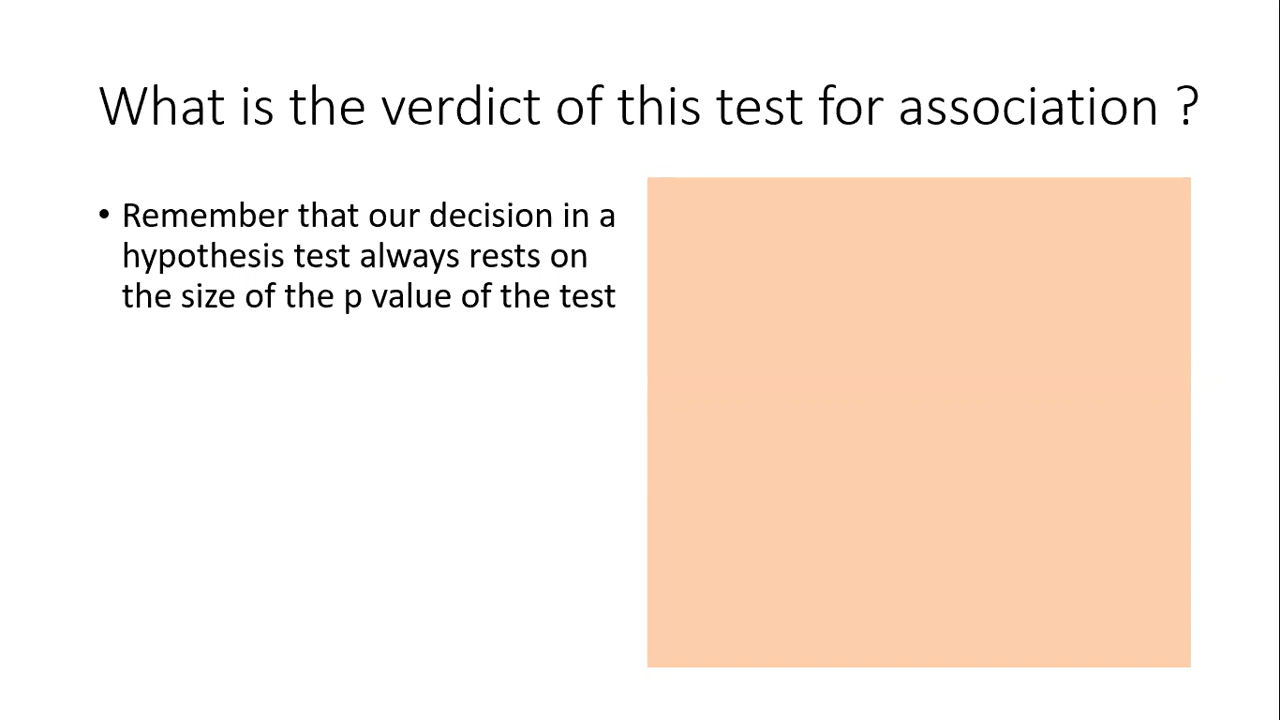 What is the verdict of this test for association ?
• Remember that our decision in a
hypothesis test always rests on
the size of the p value of the test